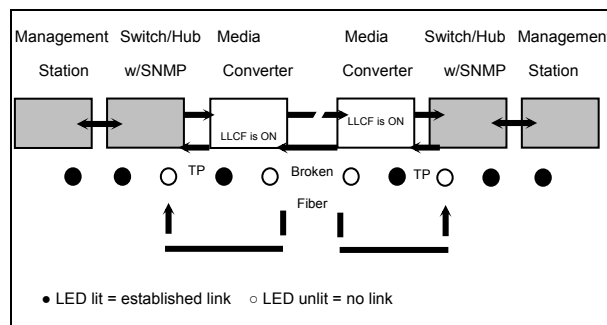 Management Switch/Hub Media Media Switch/Hub Managemen
Station w/SNMP Converter Converter w/SNMP Station
LLCF is ON LLCF is ON
TP Broken TP
Fiber
● LED lit = established link ○ LED unlit = no link